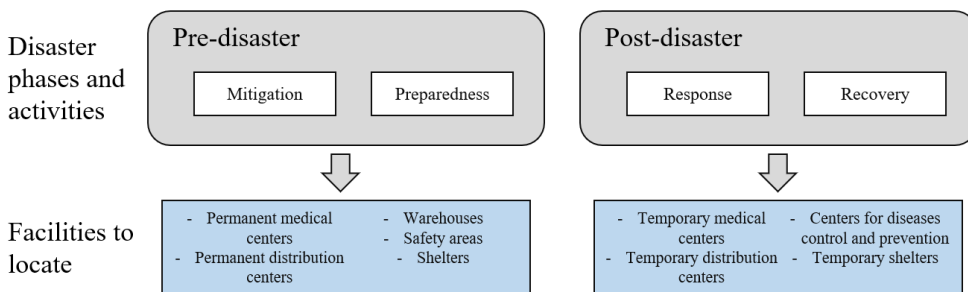 Disaster
phases and
activities
Pre-disaster
Mitigation
Preparedness
Post-disaster
Response
Recovery
Facilities to
locate
- Permanent medical
centers
- Permanent distribution
centers
- Warehouses
- Safety areas
- Shelters
- Temporary medical
centers
- Temporary distribution
centers
- Centers for diseases
control and prevention
- Temporary shelters